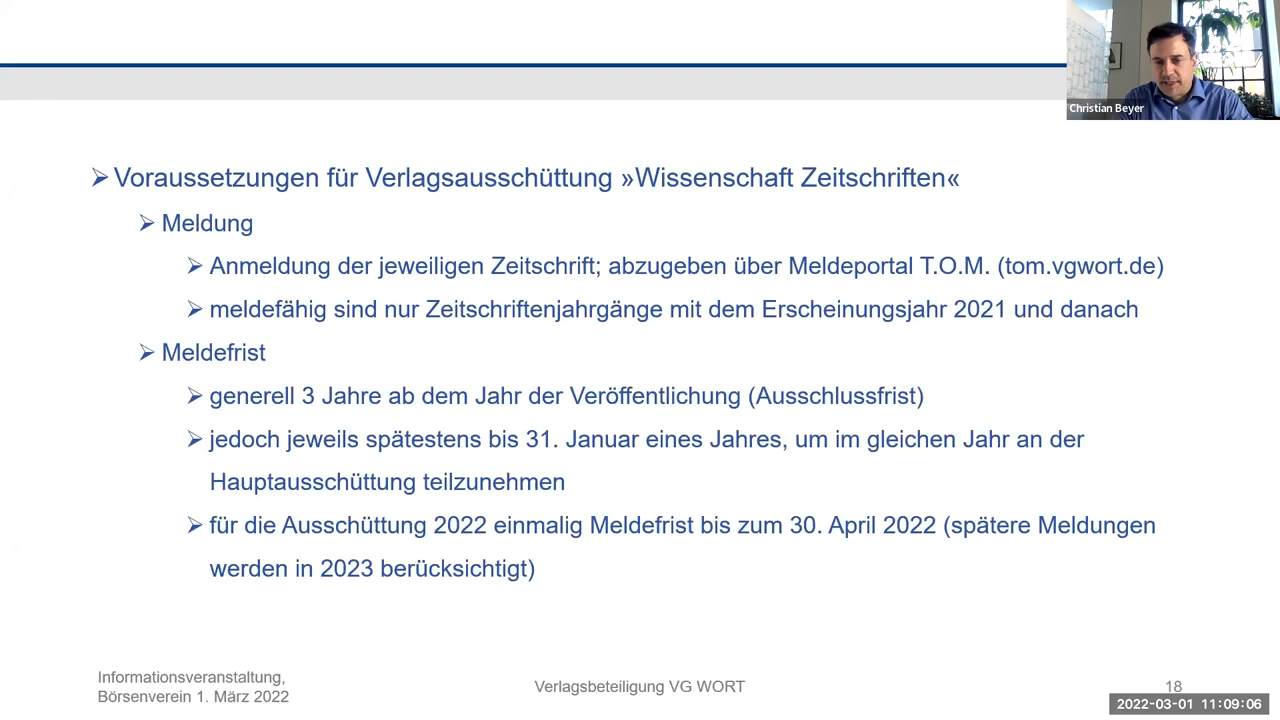 Christian Beyer
Voraussetzungen für Verlagsausschüttung »Wissenschaft Zeitschriften«
Meldung
Anmeldung der jeweiligen Zeitschrift; abzugeben über Meldeportal T.O.M. (tom.vgwort.de)
meldefähig sind nur Zeitschriftenjahrgänge mit dem Erscheinungsjahr 2021 und danach
Meldefrist
generell 3 Jahre ab dem Jahr der Veröffentlichung (Ausschlussfrist)
jedoch jeweils spätestens bis 31. Januar eines Jahres, um im gleichen Jahr an der
Hauptausschüttung teilzunehmen
für die Ausschüttung 2022 einmalig Meldefrist bis zum 30. April 2022 (spätere Meldungen
werden in 2023 berücksichtigt)
Informationsveranstaltung,
Börsenverein 1. März 2022
Verlagsbeteiligung VG WORT
18
2022-03-01 11:09:06